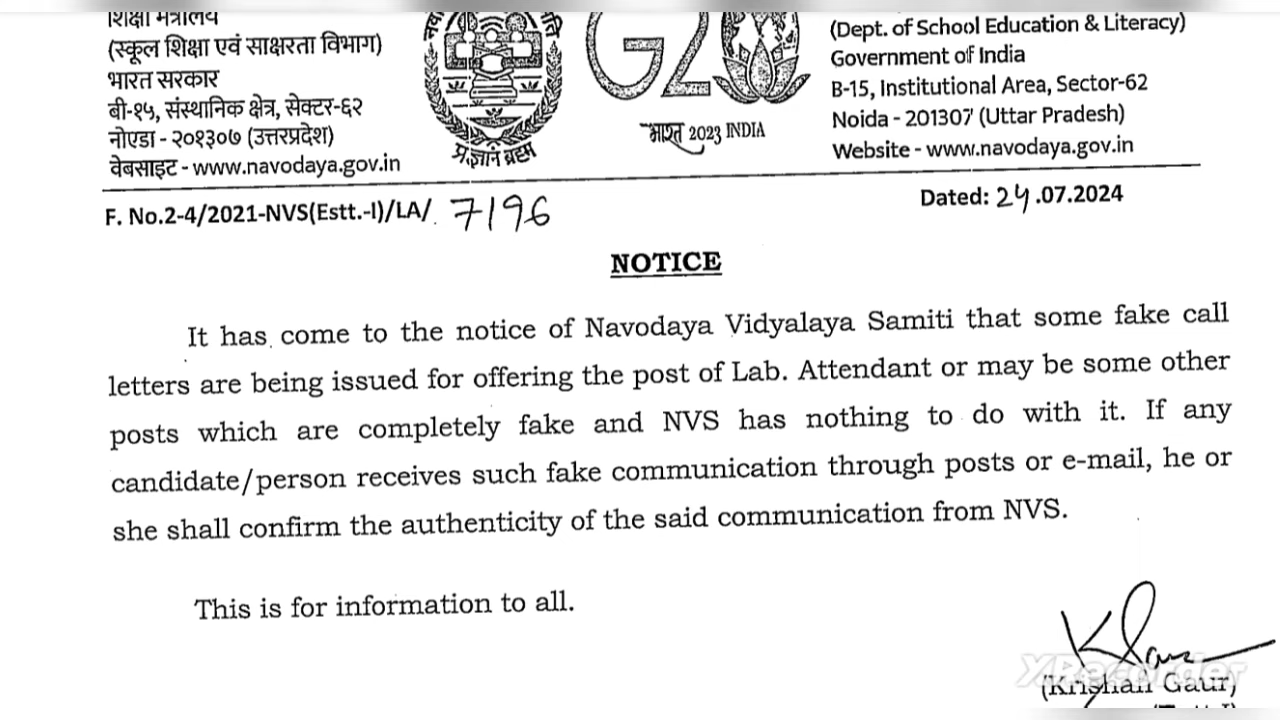 शिक्षा मंत्रालय
(स्कूल शिक्षा एवं साक्षरता विभाग)
भारत सरकार
बी-१५, संस्थानिक क्षेत्र, सेक्टर-६२
नोएडा - २०१३०७ (उत्तरप्रदेश)
वेबसाइट - www.navodaya.gov.in
प्रज्ञानं ब्रह्म
G2
भारत 2023 INDIA
(Dept. of School Education & Literacy)
Government of India
B-15, Institutional Area, Sector-62
Noida - 201307 (Uttar Pradesh)
Website - www.navodaya.gov.in
F. No.2-4/2021-NVS(Estt.-I)/LA/ 7196
Dated: 24.07.2024
NOTICE
It has come to the notice of Navodaya Vidyalaya Samiti that some fake call
letters are being issued for offering the post of Lab. Attendant or may be some other
posts which are completely fake and NVS has nothing to do with it. If any
candidate/person receives such fake communication through posts or e-mail, he or
she shall confirm the authenticity of the said communication from NVS.
This is for information to all.
XRecorder
(Krishan Gaur)